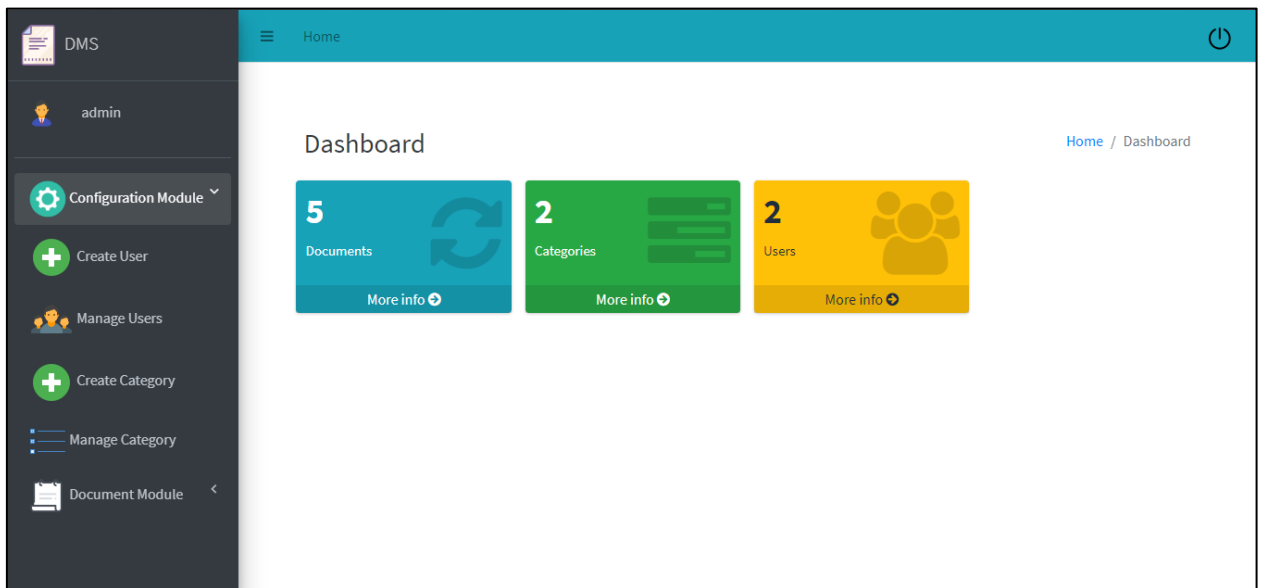 DMS
admin
Configuration Module
Create User
Manage Users
Create Category
Manage Category
Document Module
Home
Dashboard
Home / Dashboard
5
Documents
More info
2
Categories
More info
2
Users
More info